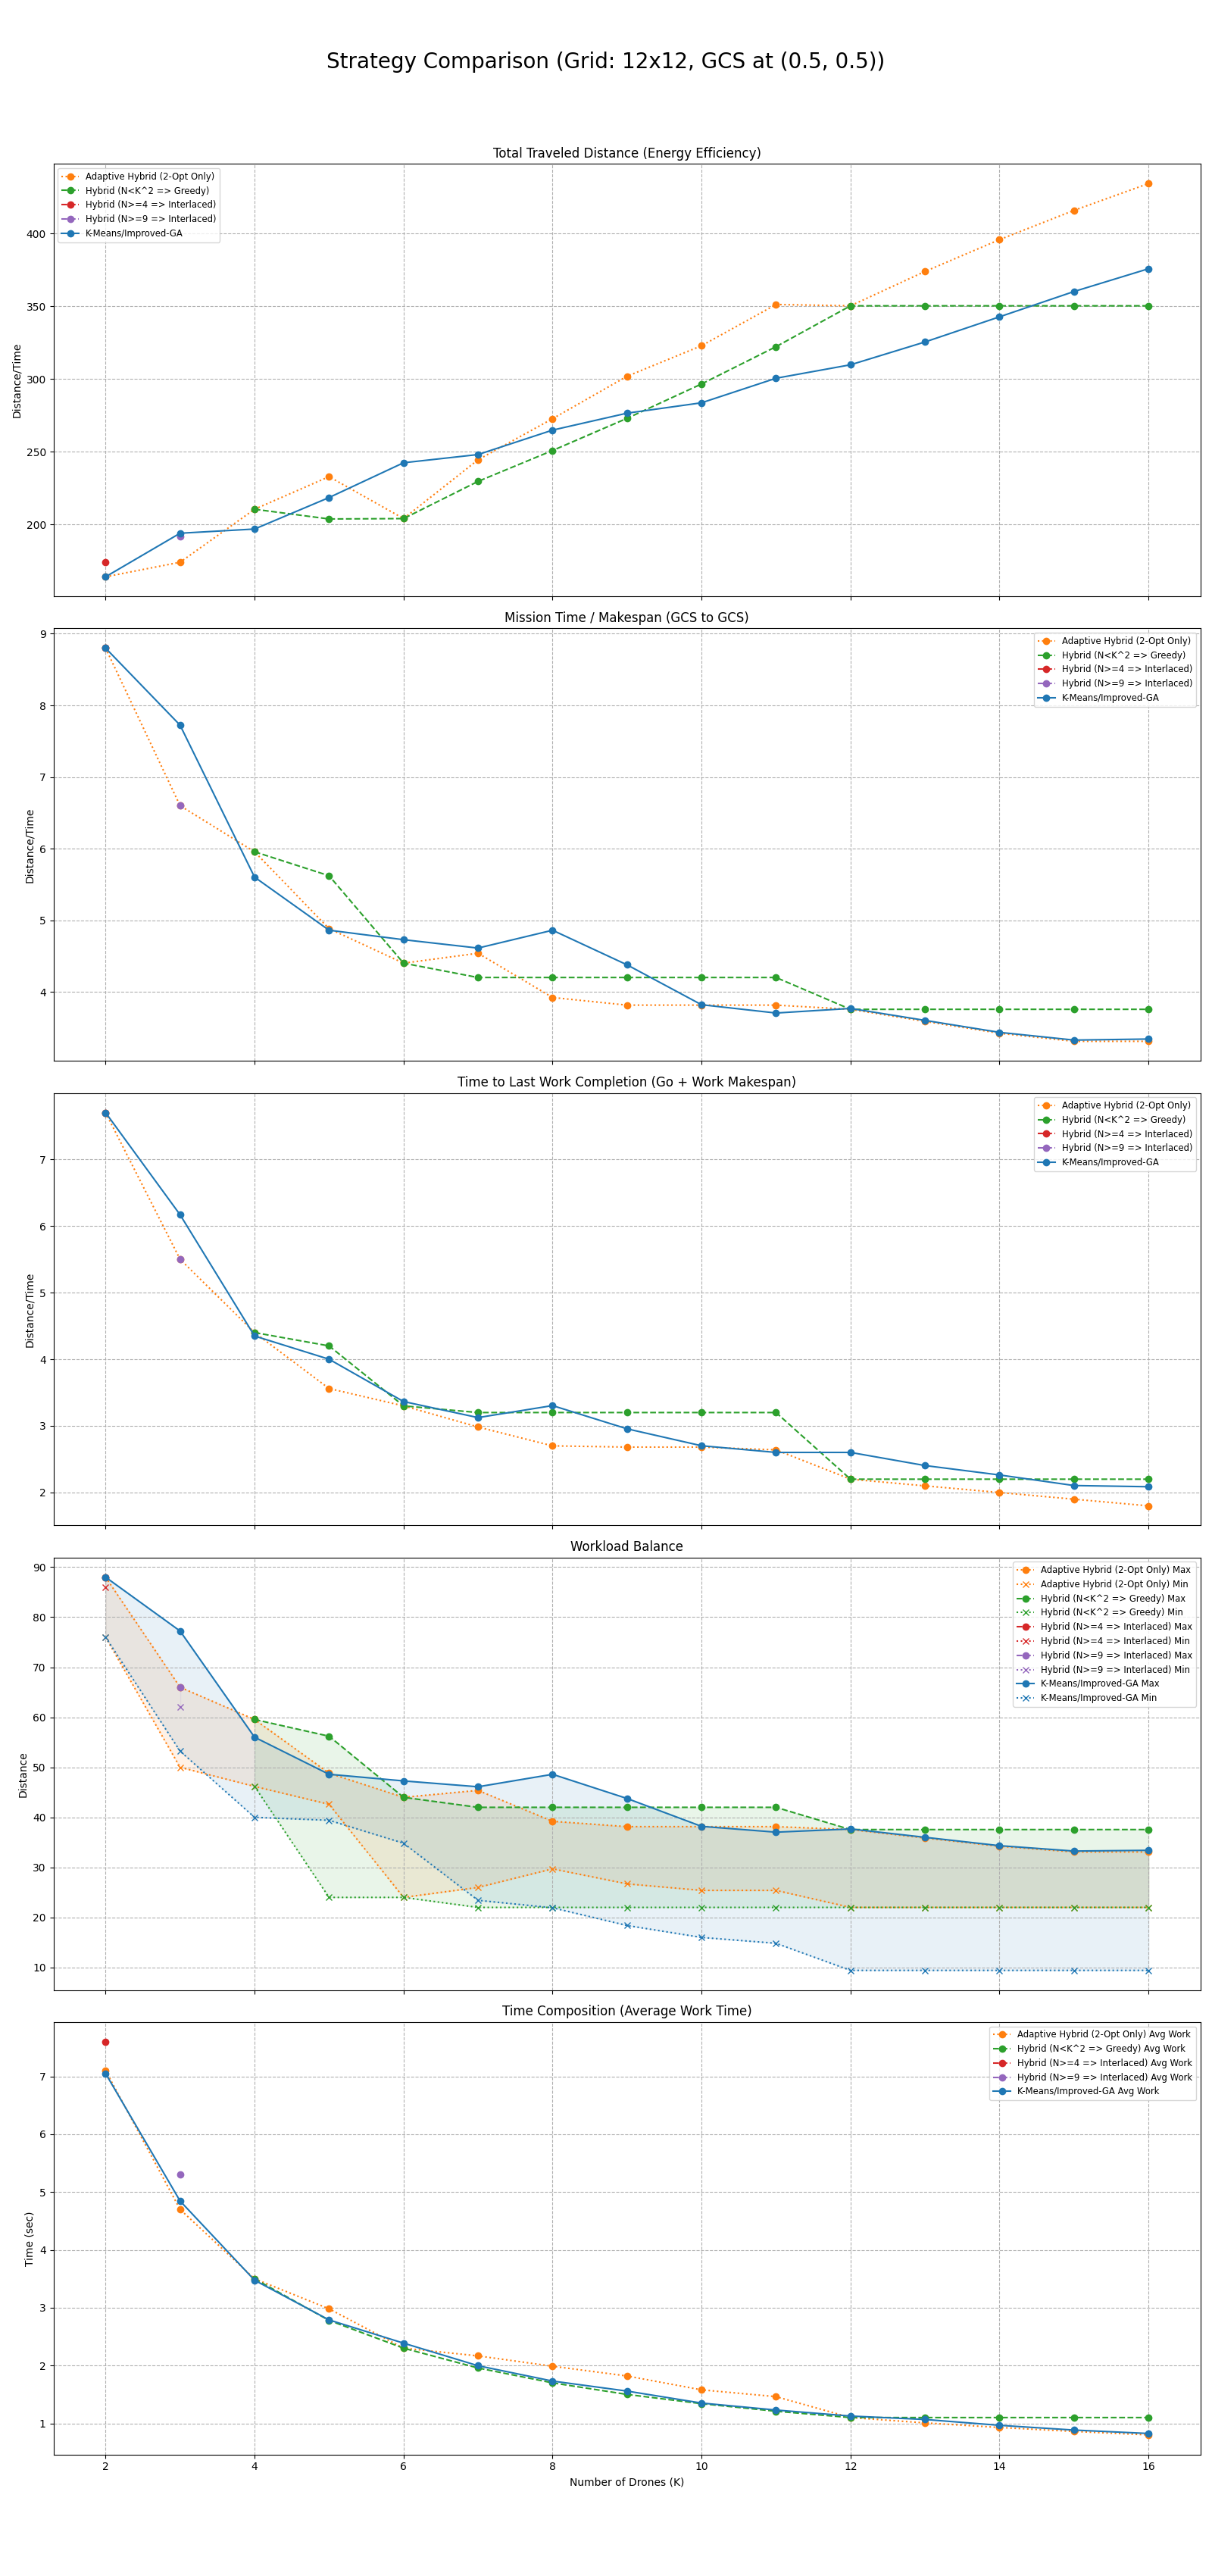 Strategy Comparison (Grid: 12x12, GCS at (0.5, 0.5))
Total Traveled Distance (Energy Efficiency)
Adaptive Hybrid (2-Opt Only)
Hybrid (N<K^2 => Greedy)
Hybrid (N>=4 => Interlaced)
Hybrid (N>=9 => Interlaced)
K-Means/Improved-GA
400
350
300
250
200
Distance/Time
Mission Time / Makespan (GCS to GCS)
Adaptive Hybrid (2-Opt Only)
Hybrid (N<K^2 => Greedy)
Hybrid (N>=4 => Interlaced)
Hybrid (N>=9 => Interlaced)
K-Means/Improved-GA
9
8
7
6
5
4
Distance/Time
Time to Last Work Completion (Go + Work Makespan)
Adaptive Hybrid (2-Opt Only)
Hybrid (N<K^2 => Greedy)
Hybrid (N>=4 => Interlaced)
Hybrid (N>=9 => Interlaced)
K-Means/Improved-GA
7
6
5
4
3
2
Distance/Time
Workload Balance
Adaptive Hybrid (2-Opt Only) Max
Adaptive Hybrid (2-Opt Only) Min
Hybrid (N<K^2 => Greedy) Max
Hybrid (N<K^2 => Greedy) Min
Hybrid (N>=4 => Interlaced) Max
Hybrid (N>=4 => Interlaced) Min
Hybrid (N>=9 => Interlaced) Max
Hybrid (N>=9 => Interlaced) Min
K-Means/Improved-GA Max
K-Means/Improved-GA Min
90
80
70
60
50
40
30
20
10
Distance
Time Composition (Average Work Time)
Adaptive Hybrid (2-Opt Only) Avg Work
Hybrid (N<K^2 => Greedy) Avg Work
Hybrid (N>=4 => Interlaced) Avg Work
Hybrid (N>=9 => Interlaced) Avg Work
K-Means/Improved-GA Avg Work
7
6
5
4
3
2
1
Time (sec)
2 4 6 8 10 12 14 16
Number of Drones (K)